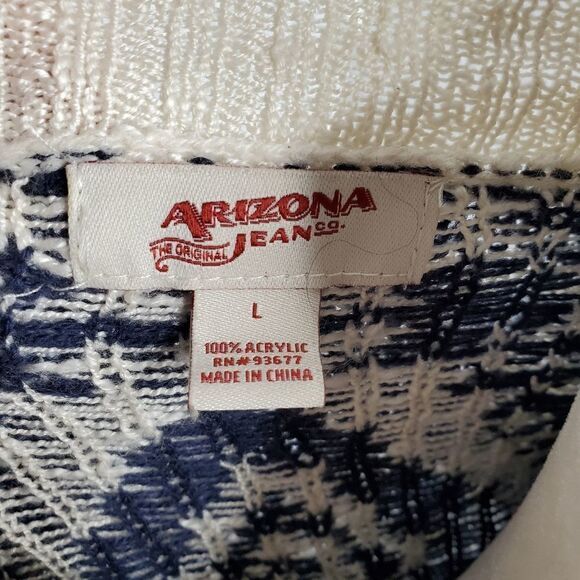 ARIZONA
THE ORIGINAL JEAN CO.
L
100% ACRYLIC
RN# 93677
MADE IN CHINA